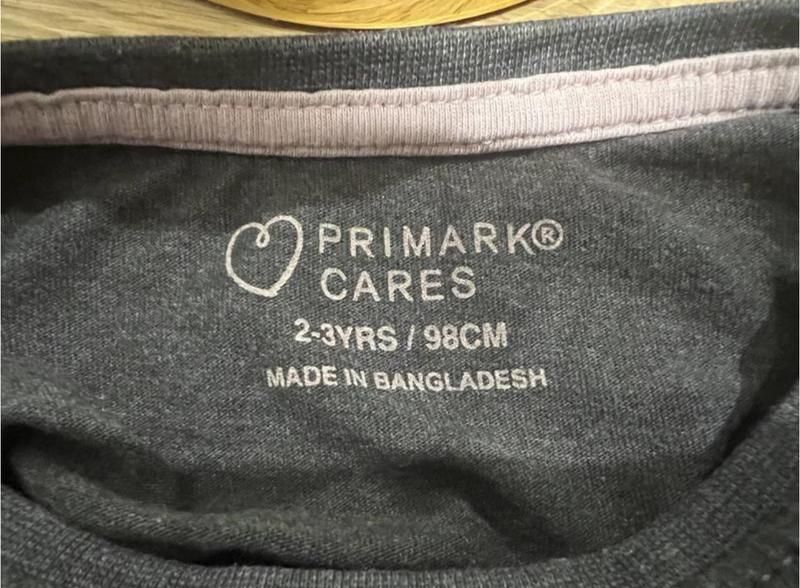 PRIMARK®
CARES
2-3YRS / 98CM
MADE IN BANGLADESH